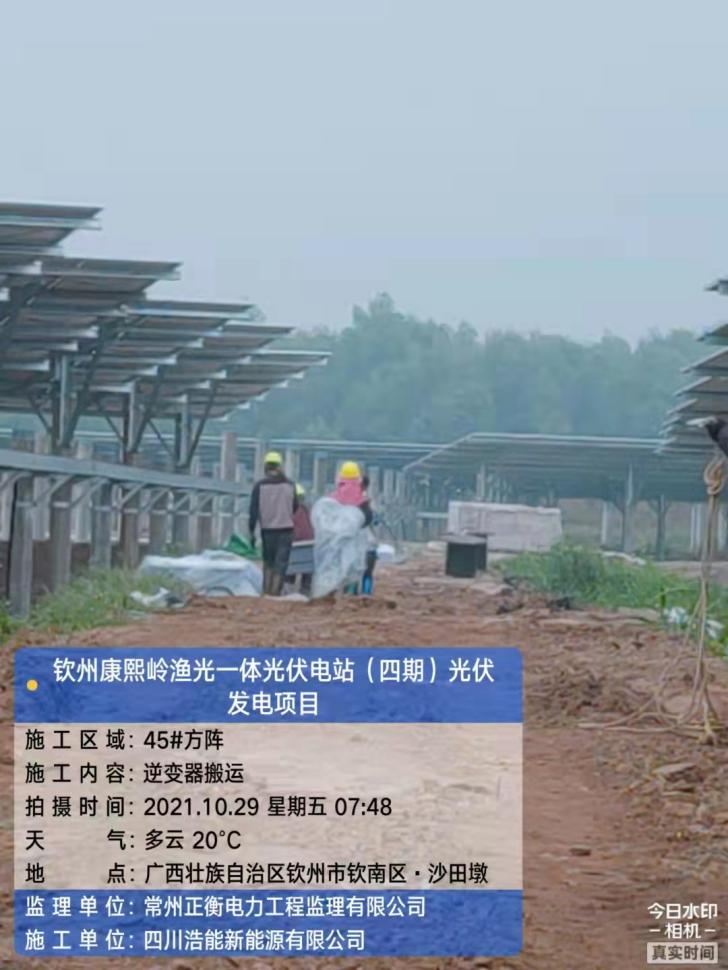 钦州康熙岭渔光一体光伏电站（四期）光伏
发电项目
施工区域：45#方阵
施工内容：逆变器搬运
拍摄时间：2021.10.29 星期五 07:48
天气：多云 20℃
地点：广西壮族自治区钦州市钦南区·沙田墩
监理单位：常州正衡电力工程监理有限公司
施工单位：四川浩能新能源有限公司
今日水印
-相机-
真实时间